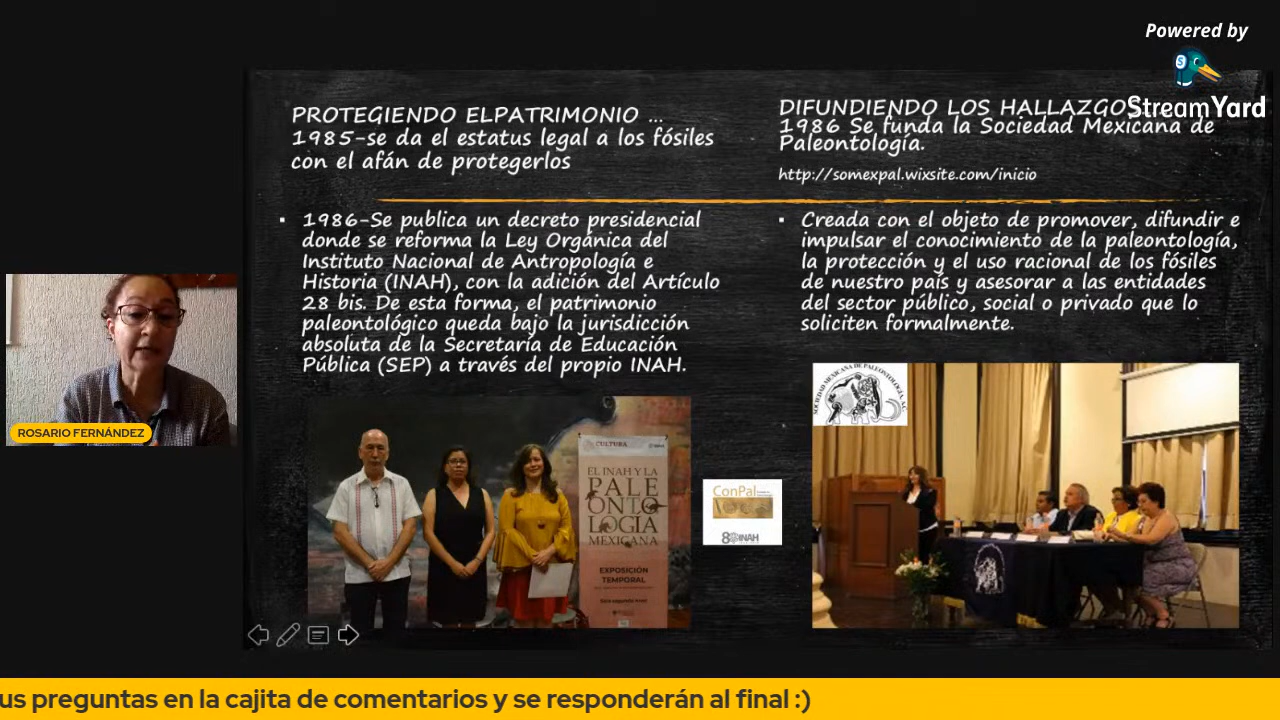 Powered by
StreamYard
PROTEGIENDO ELPATRIMONIO ...
1985-se da el estatus legal a los fósiles
con el afán de protegerlos
1986-Se publica un decreto presidencial
donde se reforma la Ley Orgánica del
Instituto Nacional de Antropología e
Historia (INAH), con la adición del Artículo
28 bis. De esta forma, el patrimonio
paleontológico queda bajo la jurisdicción
absoluta de la Secretaría de Educación
Pública (SEP) a través del propio INAH.
DIFUNDIENDO LOS HALLAZGO
1986 Se funda la Sociedad Mexicana de
Paleontología.
http://somexpal.wixsite.com/inicio
Creada con el objeto de promover, difundir e
impulsar el conocimiento de la paleontología,
la protección y el uso racional de los fósiles
de nuestro país y asesorar a las entidades
del sector público, social o privado que lo
soliciten formalmente.
ROSARIO FERNÁNDEZ
CULTURA
EL INAH Y LA
PALE
ONTO
LOGÍA
MEXICANA
EXPOSICIÓN
TEMPORAL
ConPal
80 INAH
SOCIEDAD MEXICANA DE PALEONTOLOGÍA, A.C.
us preguntas en la cajita de comentarios y se responderán al final :)